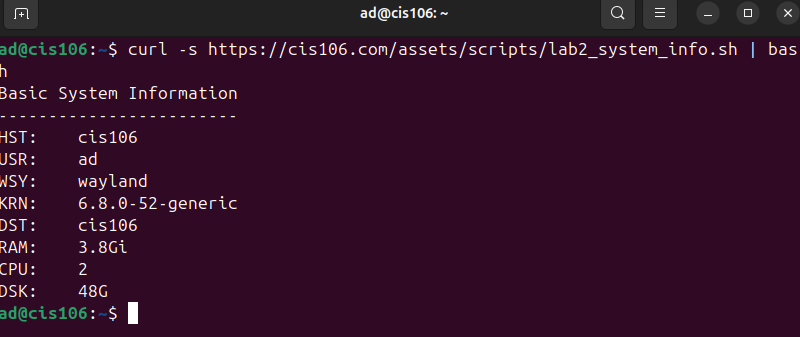 ad@cis106: ~
ad@cis106:~$ curl -s https://cis106.com/assets/scripts/lab2_system_info.sh | bas
h
Basic System Information
------------------------
HST:    cis106
USR:    ad
WSY:    wayland
KRN:    6.8.0-52-generic
DST:    cis106
RAM:    3.8Gi
CPU:    2
DSK:    48G
ad@cis106:~$